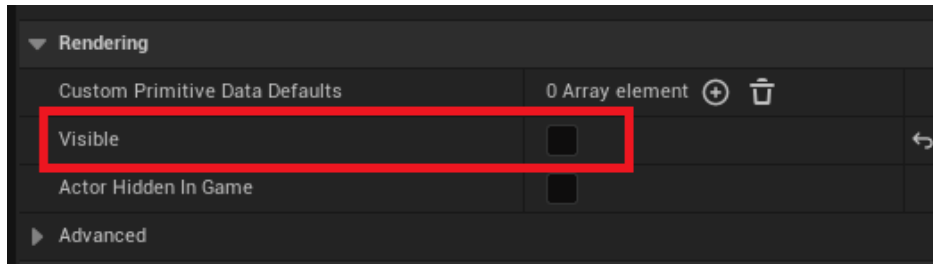 Rendering
Custom Primitive Data Defaults 0 Array element
Visible
Actor Hidden In Game
Advanced